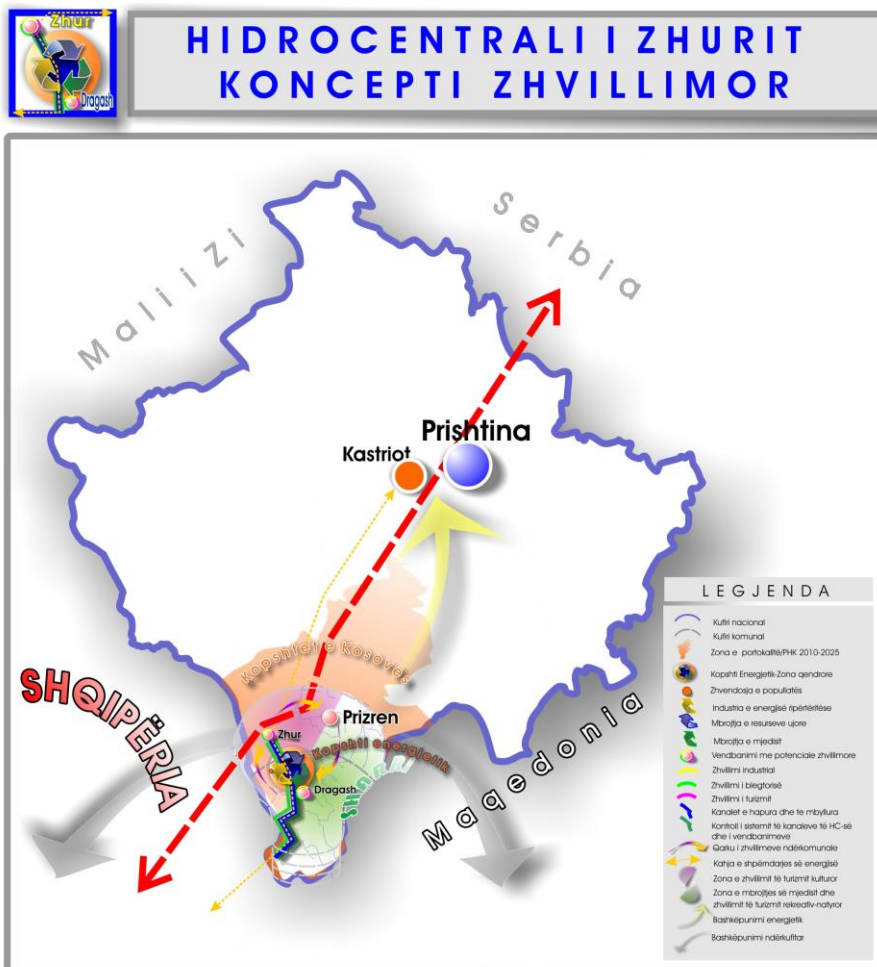 Zhur
Dragash
HIDROCENTRALI I ZHURIT
KONCEPTI ZHVILLIMOR
Mali i Zi
Serbia
Prishtina
Kastriot
Kopshtet e Kosovës
SHQIPËRIA
Prizren
Zhur
Kopshti energjetik
Dragash
SHARRI
Maqedonia
LEGJENDA
Kufiri nacional
Kufiri komunal
Zona e portokalltë/PHK 2010-2025
Kopshti Energjetik-Zona qendrore
Zhvendosja e popullatës
Industria e energjisë ripërtëritëse
Mbrojtja e resurseve ujore
Mbrojtja e mjedisit
Vendbanimi me potenciale zhvillimore
Zhvillimi industrial
Zhvillimi i blegtorisë
Zhvilimi i turizmit
Kanalet e hapura dhe te mbyllura
Kontrolli i sistemit të kanaleve të HC-së
dhe i vendbanimeve
Qarku i zhvillimeve ndërkomunale
Kahja e shpërndarjes së energjisë
Zona e zhvillimit të turizmit kulturor
Zona e mbrojtjes së mjedisit dhe
zhvillimit të turizmit rekreativ-natyror
Bashkëpunimi energjetik
Bashkëpunimi ndërkufitar